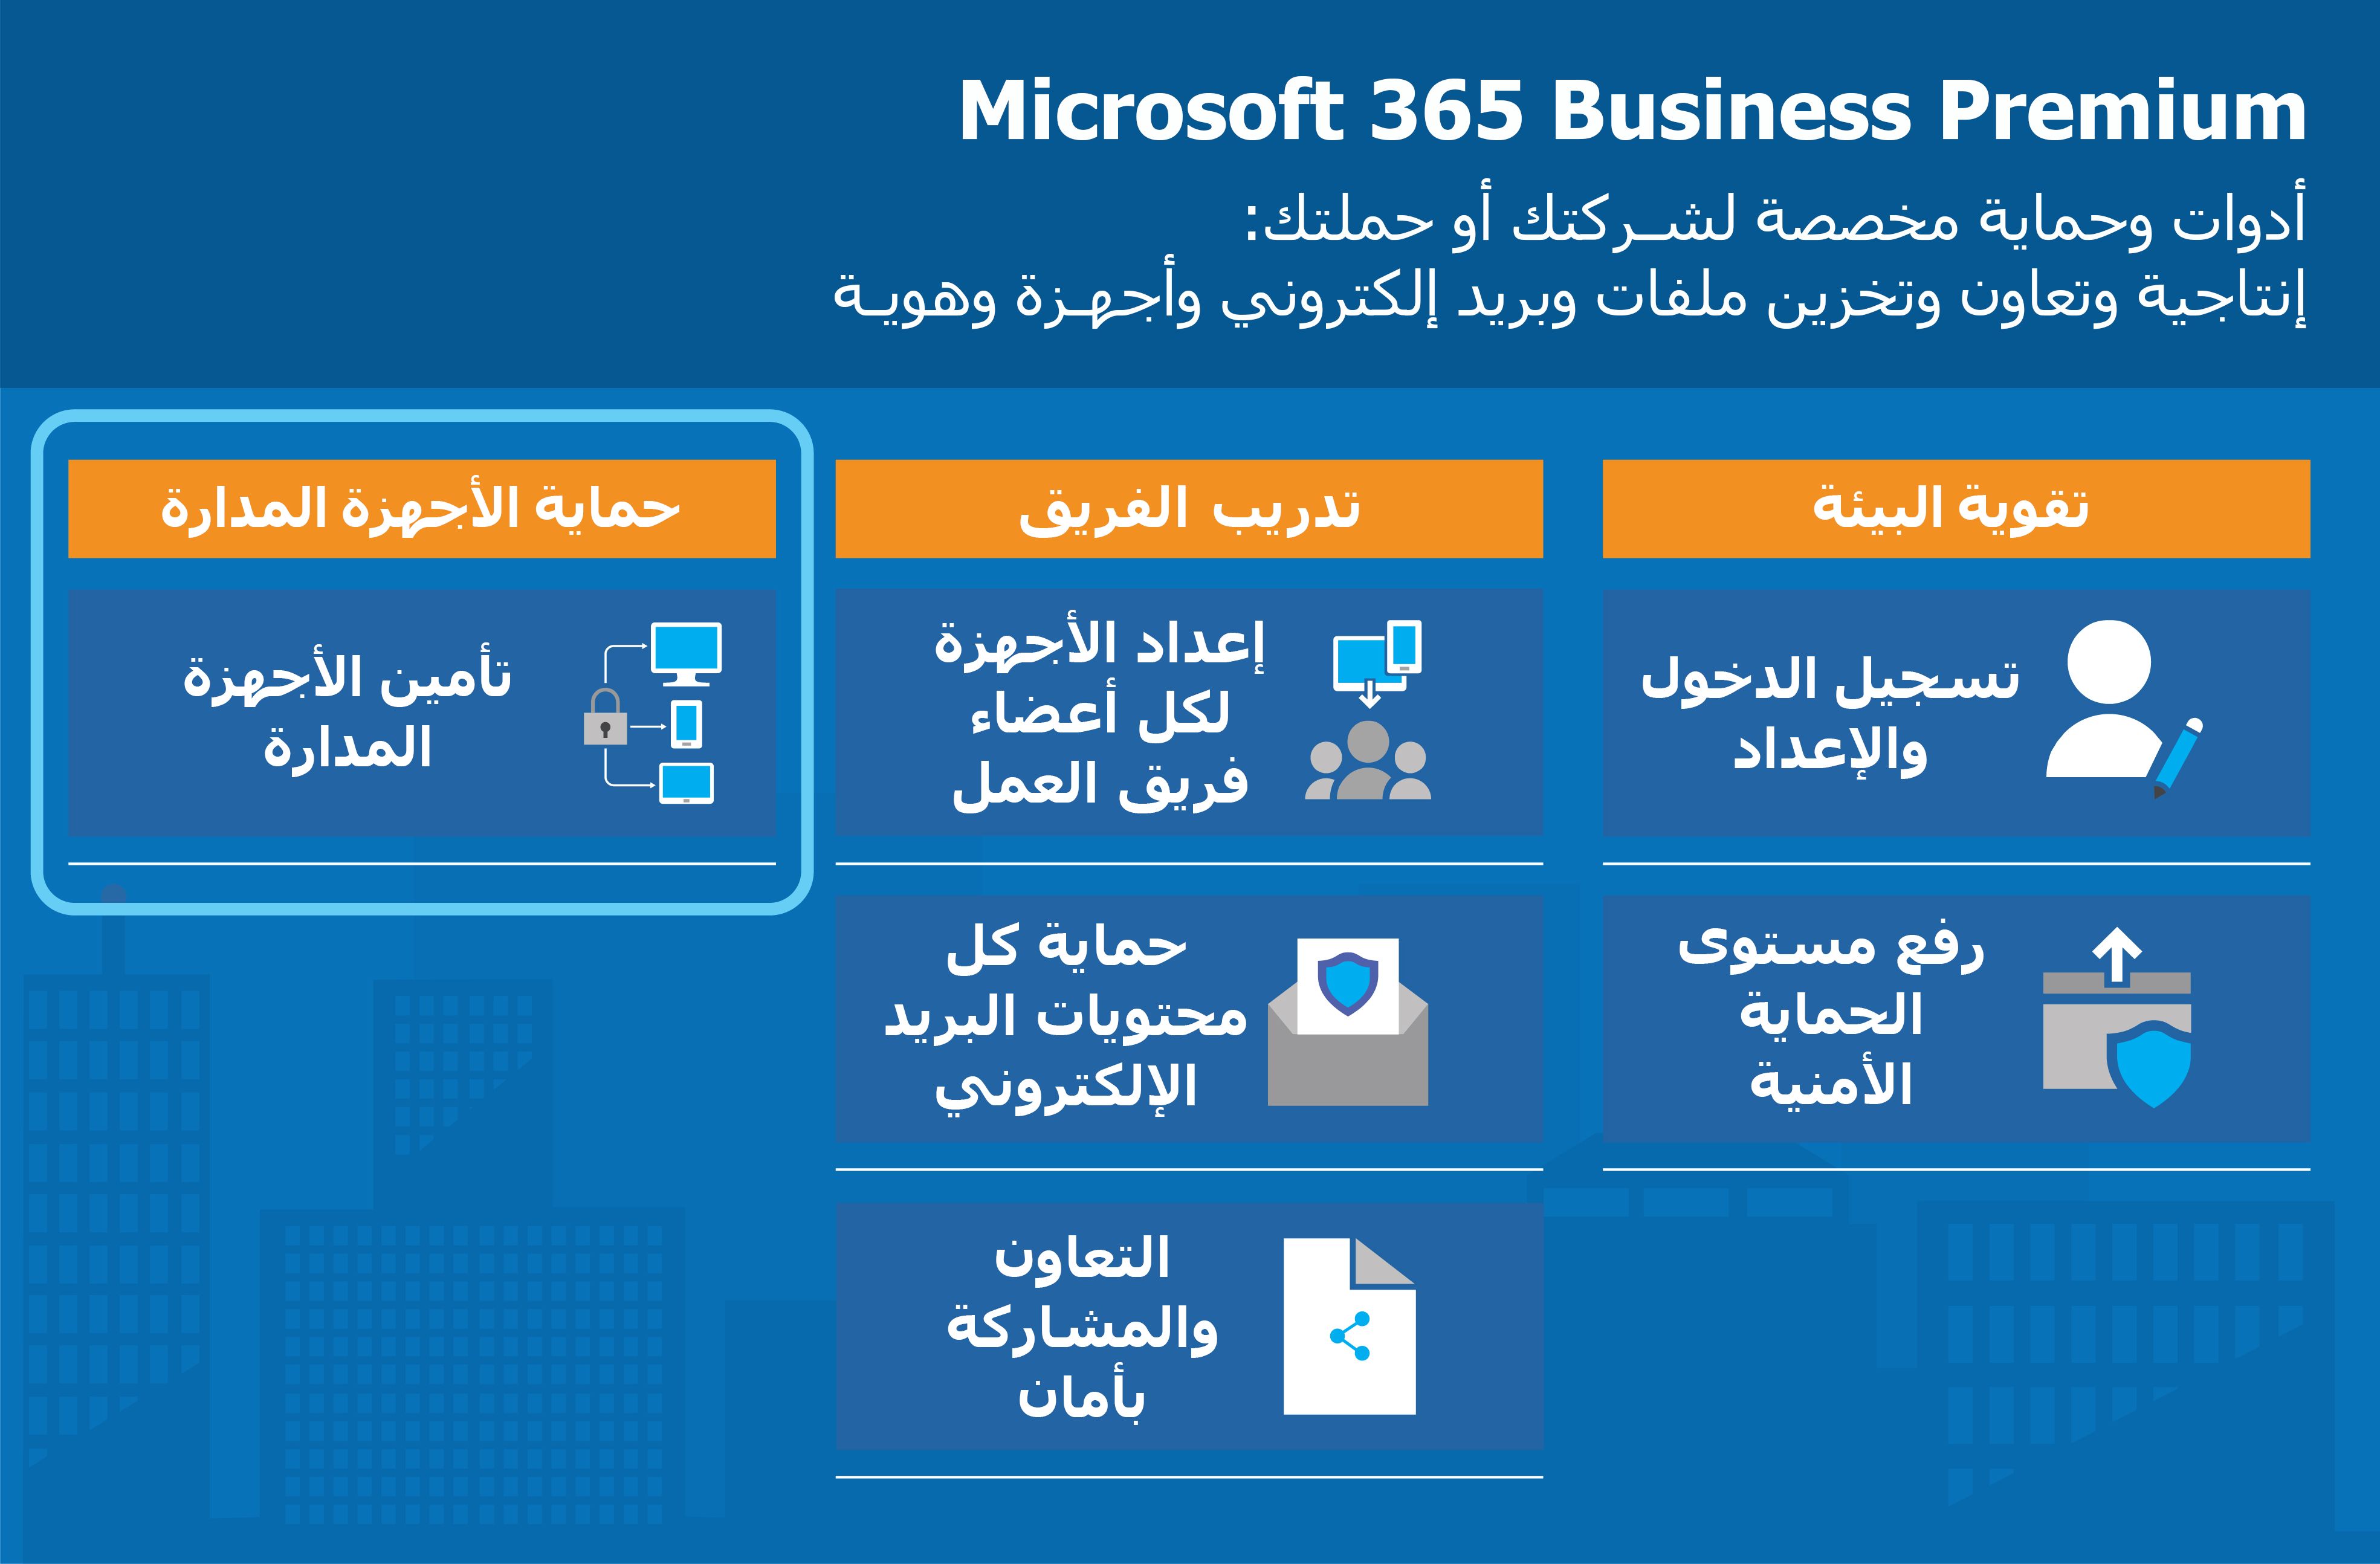 Microsoft 365 Business Premium
أدوات وحماية مخصصة لشـركتك أو حملتك:
إنتاجية وتعاون وتخزين ملفات وبريد إلكتروني وأجهـزة وهويـة
تقوية البيئة
تسجيل الدخول
والإعداد
رفع مستوى
الحماية
الأمنية
تدريب الفريق
إعداد الأجهزة
لكل أعضاء
فريق العمل
حماية كل
محتويات البريد
الإلكتروني
التعاون
والمشاركة
بأمان
حماية الأجهزة المدارة
تأمين الأجهزة
المدارة